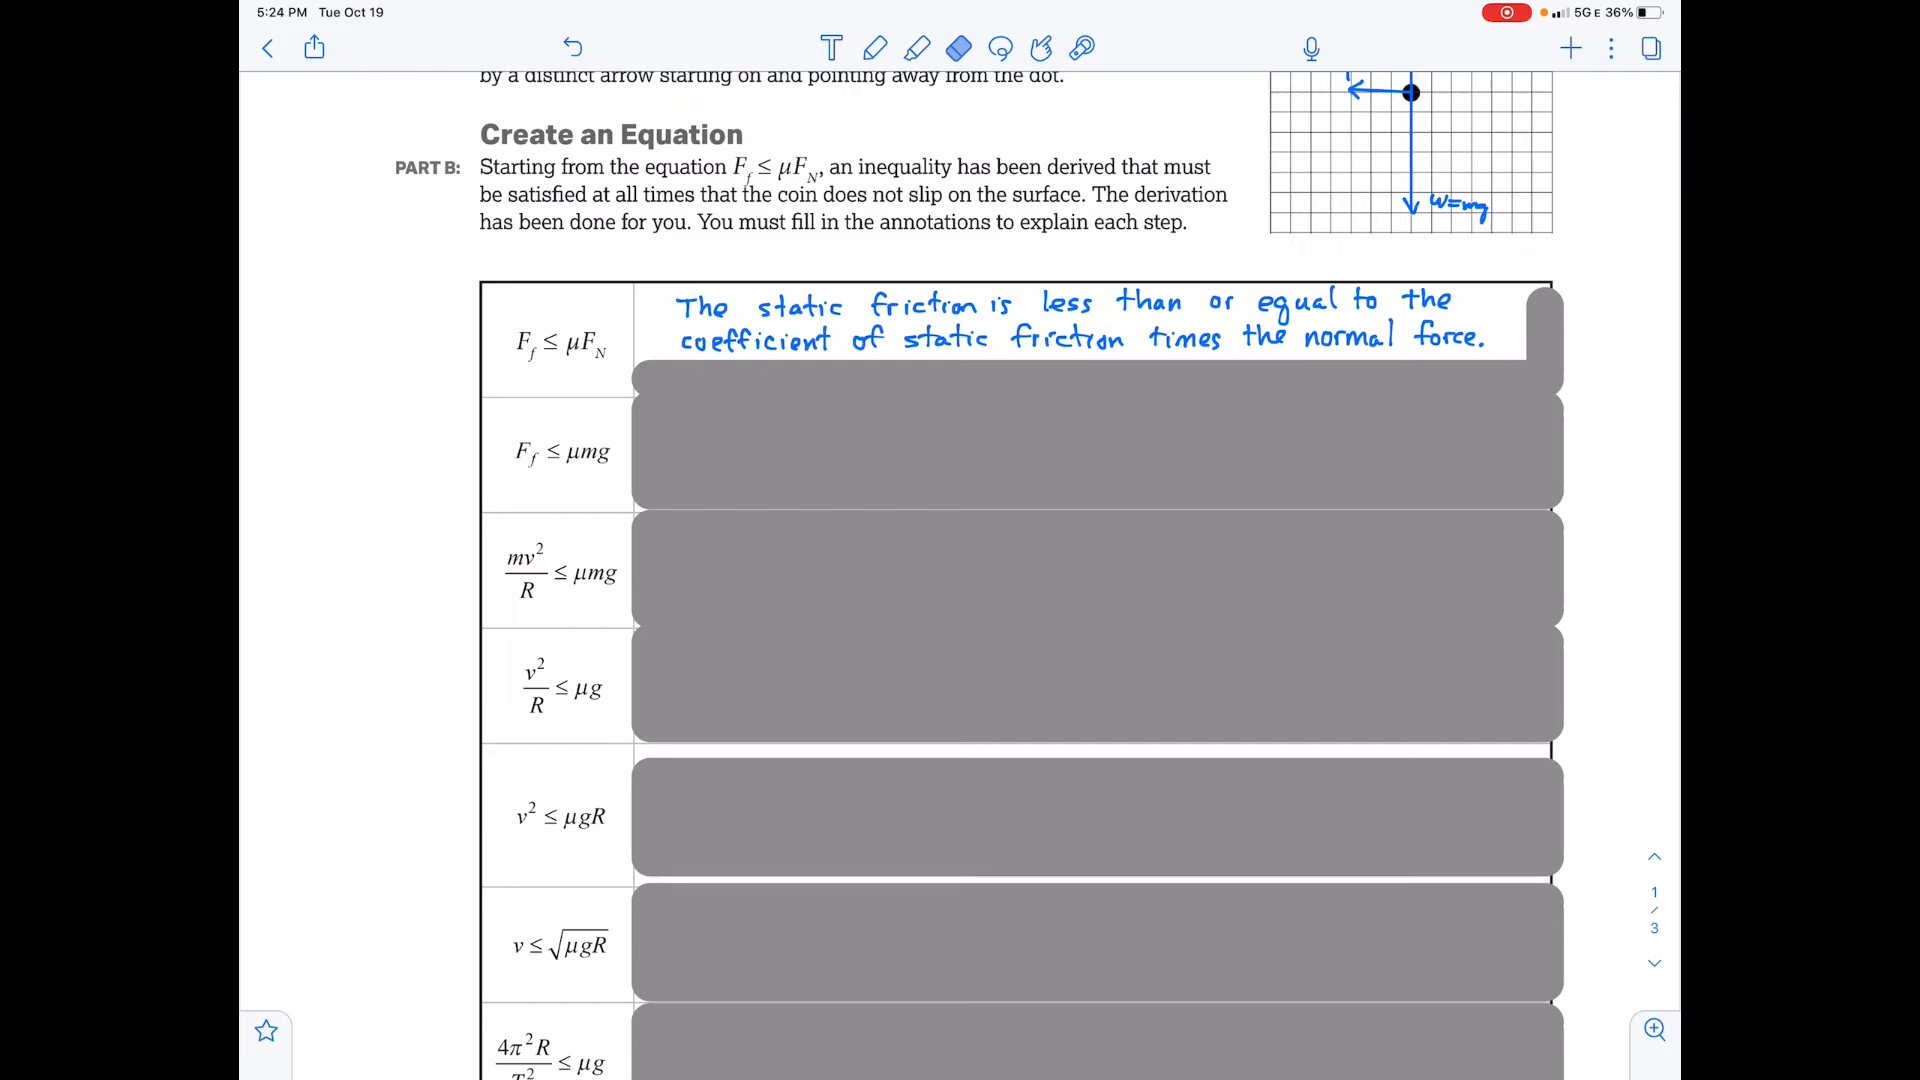 5:24 PM Tue Oct 19
5G E 36%
by a distinct arrow starting on and pointing away from the dot.
Create an Equation
PART B: Starting from the equation F_f ≤ μF_N, an inequality has been derived that must
be satisfied at all times that the coin does not slip on the surface. The derivation
has been done for you. You must fill in the annotations to explain each step.
W=mg
F_f ≤ μF_N
The static friction is less than or equal to the
coefficient of static friction times the normal force.
F_f ≤ μmg
mv²/R ≤ μmg
v²/R ≤ μg
v² ≤ μgR
v ≤ √μgR
4π²R/T² ≤ μg
1
/
3